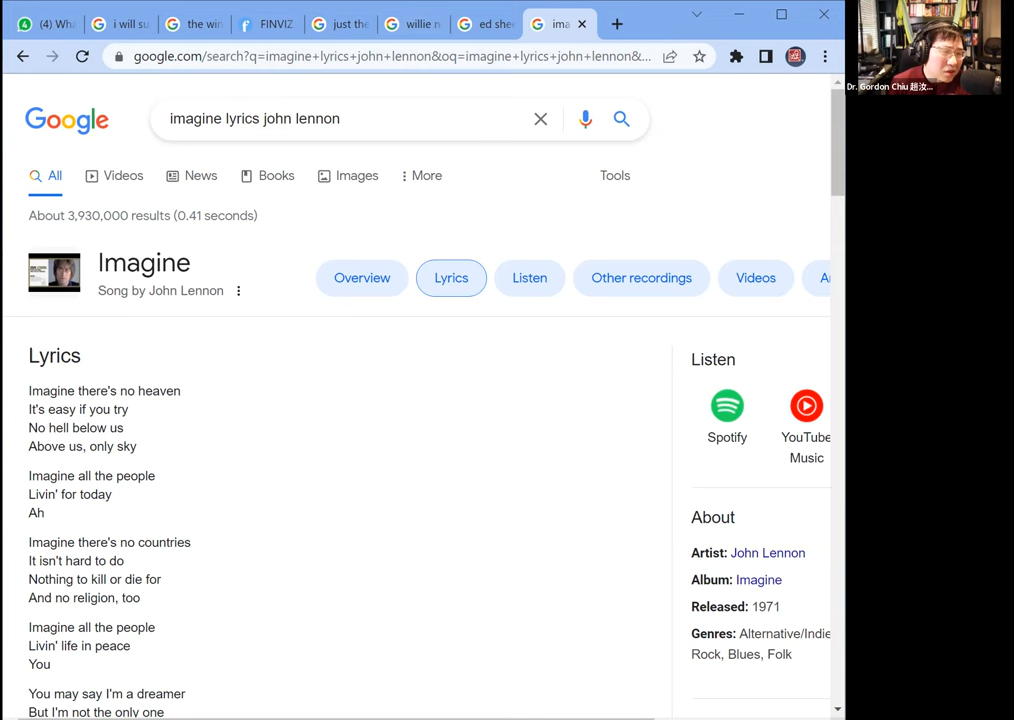 (4) Wha
i will su
the win
FINVIZ
just the
willie n
ed shee
ima
google.com/search?q=imagine+lyrics+john+lennon&oq=imagine+lyrics+john+lennon&...
Dr. Gordon Chiu 趙汝...
Google
imagine lyrics john lennon
All
Videos
News
Books
Images
More
Tools
About 3,930,000 results (0.41 seconds)
Imagine
Song by John Lennon
Overview
Lyrics
Listen
Other recordings
Videos
Ar
Lyrics
Imagine there's no heaven
It's easy if you try
No hell below us
Above us, only sky
Imagine all the people
Livin' for today
Ah
Imagine there's no countries
It isn't hard to do
Nothing to kill or die for
And no religion, too
Imagine all the people
Livin' life in peace
You
You may say I'm a dreamer
But I'm not the only one
Listen
Spotify
YouTube
Music
About
Artist: John Lennon
Album: Imagine
Released: 1971
Genres: Alternative/Indie
Rock, Blues, Folk